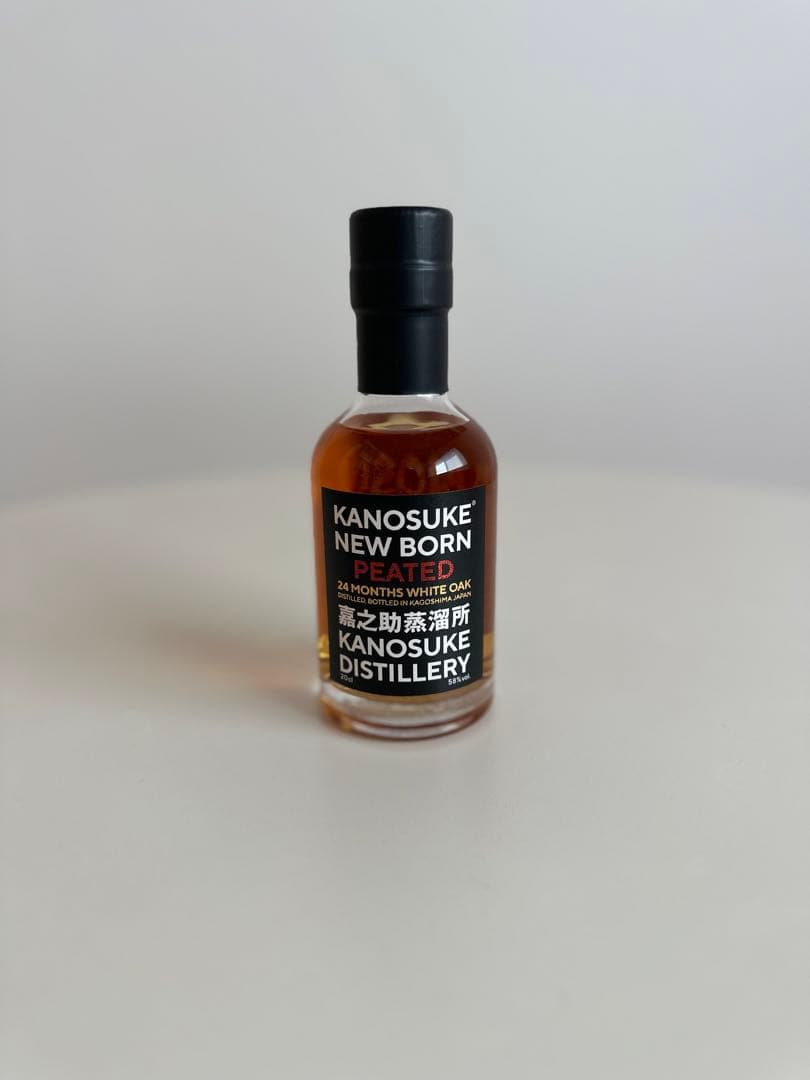 KANOSUKE®
NEW BORN
PEATED
24 MONTHS WHITE OAK
DISTILLED, BOTTLED IN KAGOSHIMA JAPAN
嘉之助蒸溜所
KANOSUKE
DISTILLERY
20cl 58%vol.